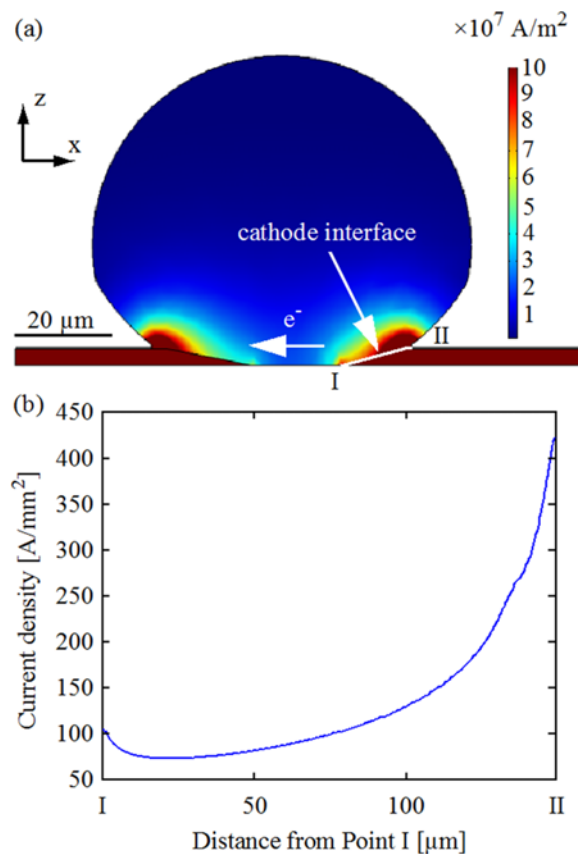 (a)
×10⁷ A/m²
z
x
10
9
8
7
6
5
4
3
2
1
cathode interface
20 µm
e⁻
I
II
(b)
Current density [A/mm²]
450
400
350
300
250
200
150
100
50
I
50
100
II
Distance from Point I [µm]